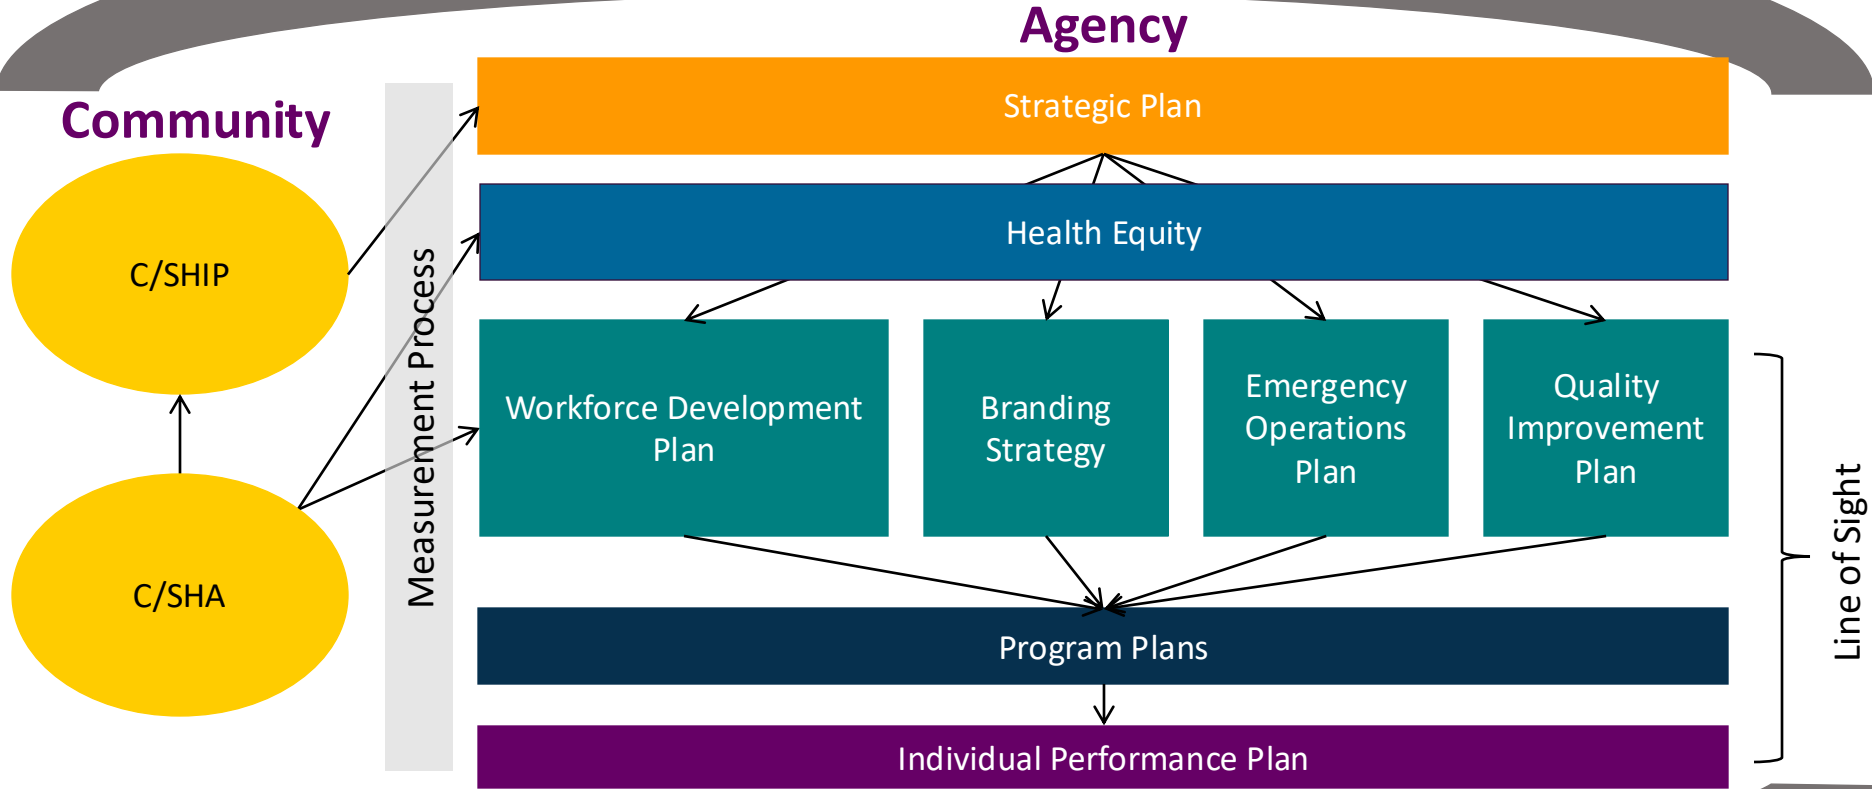 Agency
Community
Strategic Plan
Health Equity
C/SHIP
C/SHA
Measurement Process
Workforce Development
Plan
Branding
Strategy
Emergency
Operations
Plan
Quality
Improvement
Plan
Program Plans
Individual Performance Plan
Line of Sight